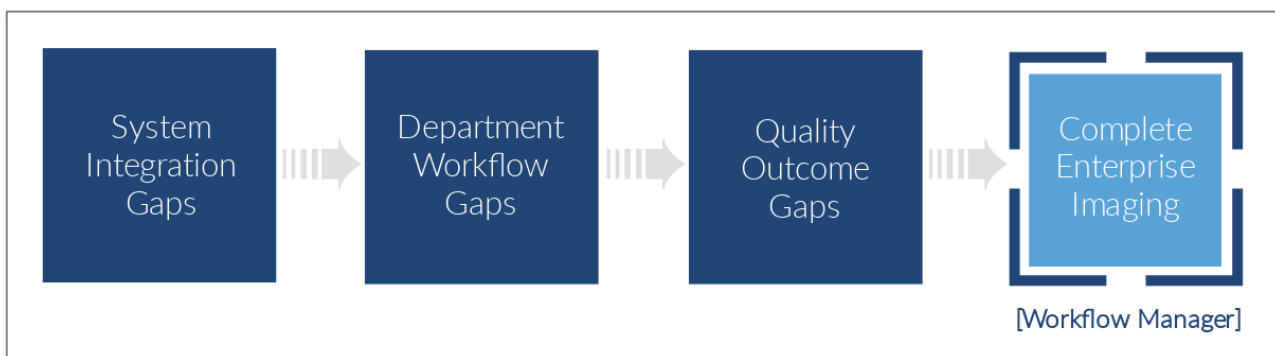 System
Integration
Gaps
Department
Workflow
Gaps
Quality
Outcome
Gaps
Complete
Enterprise
Imaging
[Workflow Manager]